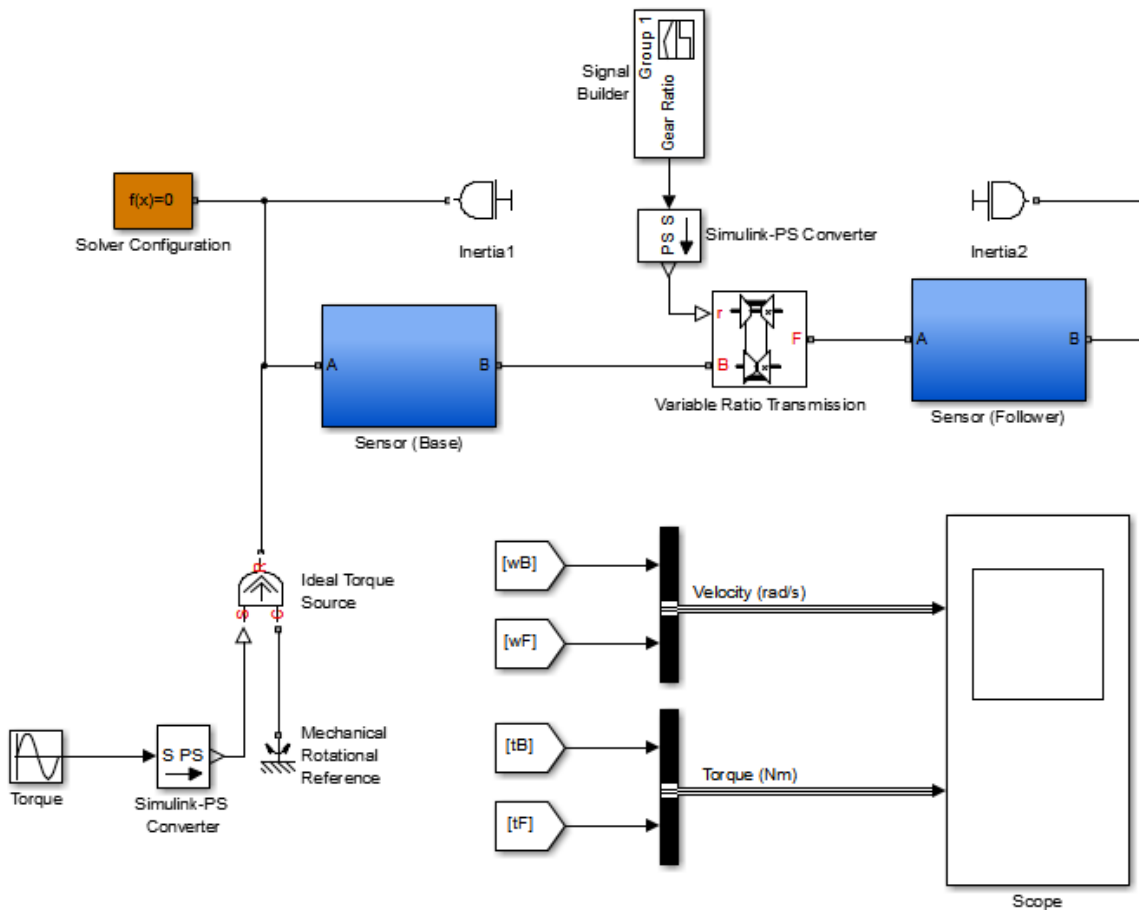 Group 1
Gear Ratio
Signal
Builder
f(x)=0
Solver Configuration
Inertia1
PS S
Simulink-PS Converter
Inertia2
A
B
Sensor (Base)
r
B
F
Variable Ratio Transmission
A
B
Sensor (Follower)
R
S
C
Ideal Torque
Source
Mechanical
Rotational
Reference
Torque
S PS
Simulink-PS
Converter
[wB]
[wF]
Velocity (rad/s)
[tB]
[tF]
Torque (Nm)
Scope